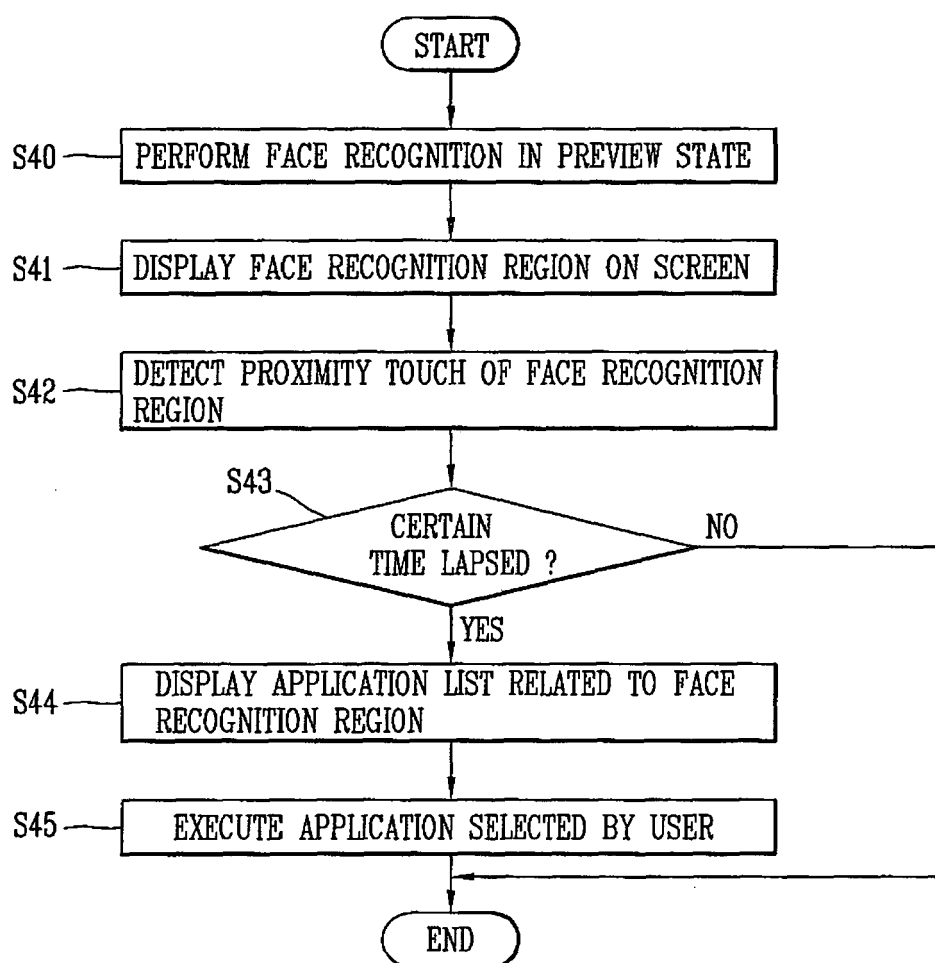 START
S40
PERFORM FACE RECOGNITION IN PREVIEW STATE
S41
DISPLAY FACE RECOGNITION REGION ON SCREEN
S42
DETECT PROXIMITY TOUCH OF FACE RECOGNITION
REGION
S43
CERTAIN
TIME LAPSED ?
NO
YES
S44
DISPLAY APPLICATION LIST RELATED TO FACE
RECOGNITION REGION
S45
EXECUTE APPLICATION SELECTED BY USER
END